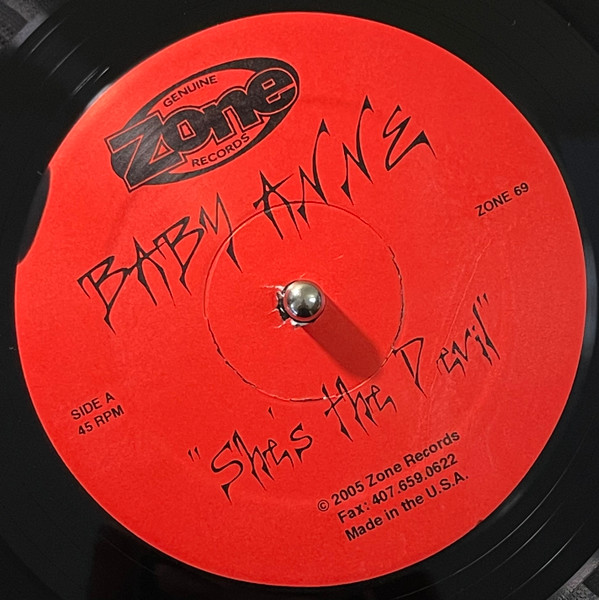 GENUINE
Zone
RECORDS
BABY ANNE
ZONE 69
SIDE A
45 RPM
"She's the Devil"
© 2005 Zone Records
Fax: 407.659.0622
Made in the U.S.A.